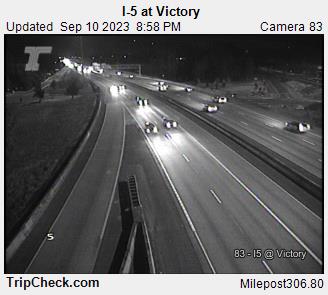 I-5 at Victory
Updated Sep 10 2023 8:58 PM Camera 83
T
S
83 - I5 @ Victory
TripCheck.com Milepost306.80